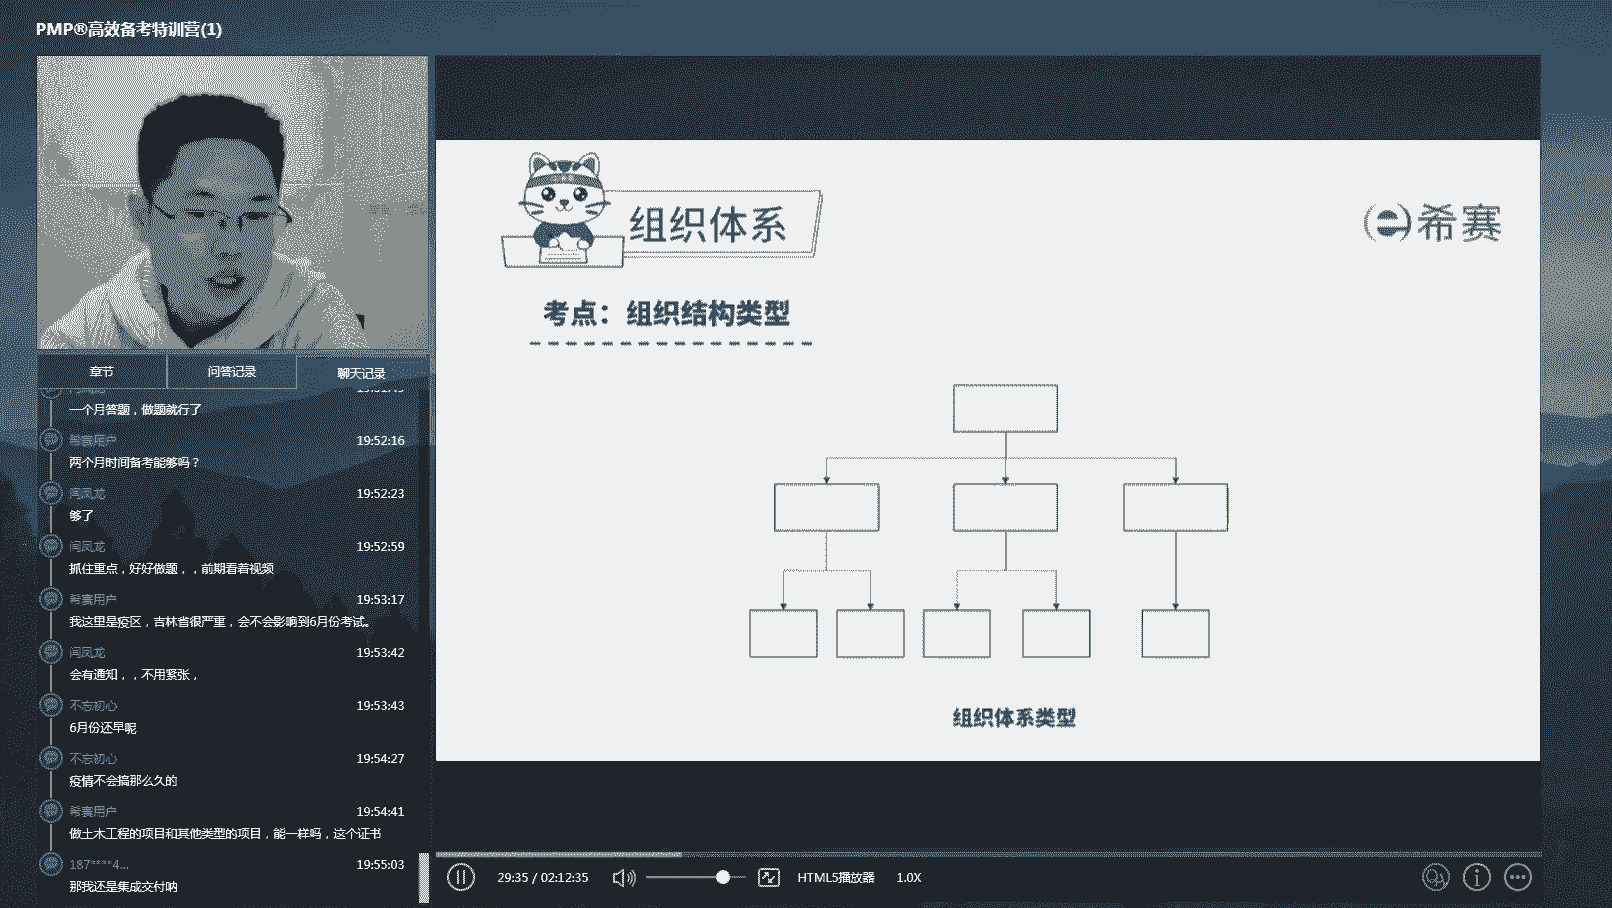 PMP®高效备考特训营(1)
组织体系
希赛
考点：组织结构类型
组织体系类型
章节
问答记录
聊天记录
一个月答题，做题就行了
希赛用户
19:52:16
两个月时间备考能够吗？
闫凤龙
19:52:23
够了
闫凤龙
19:52:59
抓住重点，好好做题，，前期看着视频
希赛用户
19:53:17
我这里是疫区，吉林省很严重，会不会影响到6月份考试。
闫凤龙
19:53:42
会有通知，，不用紧张，
不忘初心
19:53:43
6月份还早呢
不忘初心
19:54:27
疫情不会搞那么久的
希赛用户
19:54:41
做土木工程的项目和其他类型的项目，能一样吗，这个证书
187****4...
19:55:03
那我还是集成交付呐
29:35 / 02:12:35
HTML5播放器
1.0X